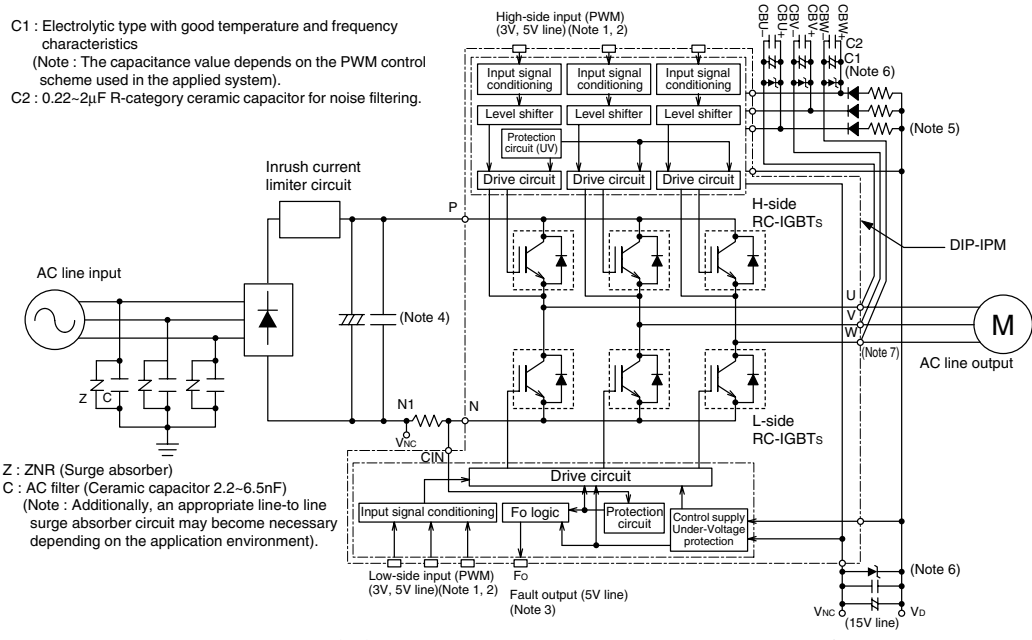 C1 : Electrolytic type with good temperature and frequency
characteristics
(Note : The capacitance value depends on the PWM control
scheme used in the applied system).
C2 : 0.22~2μF R-category ceramic capacitor for noise filtering.
High-side input (PWM)
(3V, 5V line) (Note 1, 2)
CBU–
CBU+
CBV–
CBV+
CBW–
CBW+
C2
C1
(Note 6)
Input signal
conditioning
Input signal
conditioning
Input signal
conditioning
Level shifter
Level shifter
Level shifter
(Note 5)
Protection
circuit (UV)
Drive circuit
Drive circuit
Drive circuit
Inrush current
limiter circuit
P
H-side
RC-IGBTS
DIP-IPM
AC line input
(Note 4)
U
V
W
(Note 7)
M
AC line output
Z
C
N1
N
VNC
CIN
L-side
RC-IGBTS
Z : ZNR (Surge absorber)
C : AC filter (Ceramic capacitor 2.2~6.5nF)
(Note : Additionally, an appropriate line-to line
surge absorber circuit may become necessary
depending on the application environment).
Drive circuit
Input signal conditioning
Fo logic
Protection
circuit
Control supply
Under-Voltage
protection
Low-side input (PWM)
(3V, 5V line) (Note 1, 2)
FO
Fault output (5V line)
(Note 3)
(Note 6)
VNC
VD
(15V line)